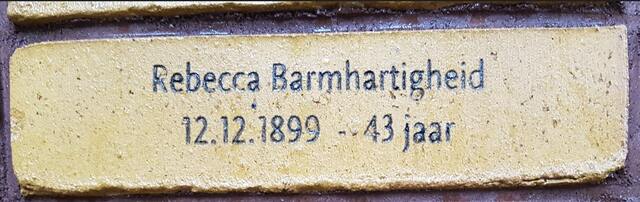 Rebecca Barmhartigheid
12.12.1899 - 43 jaar